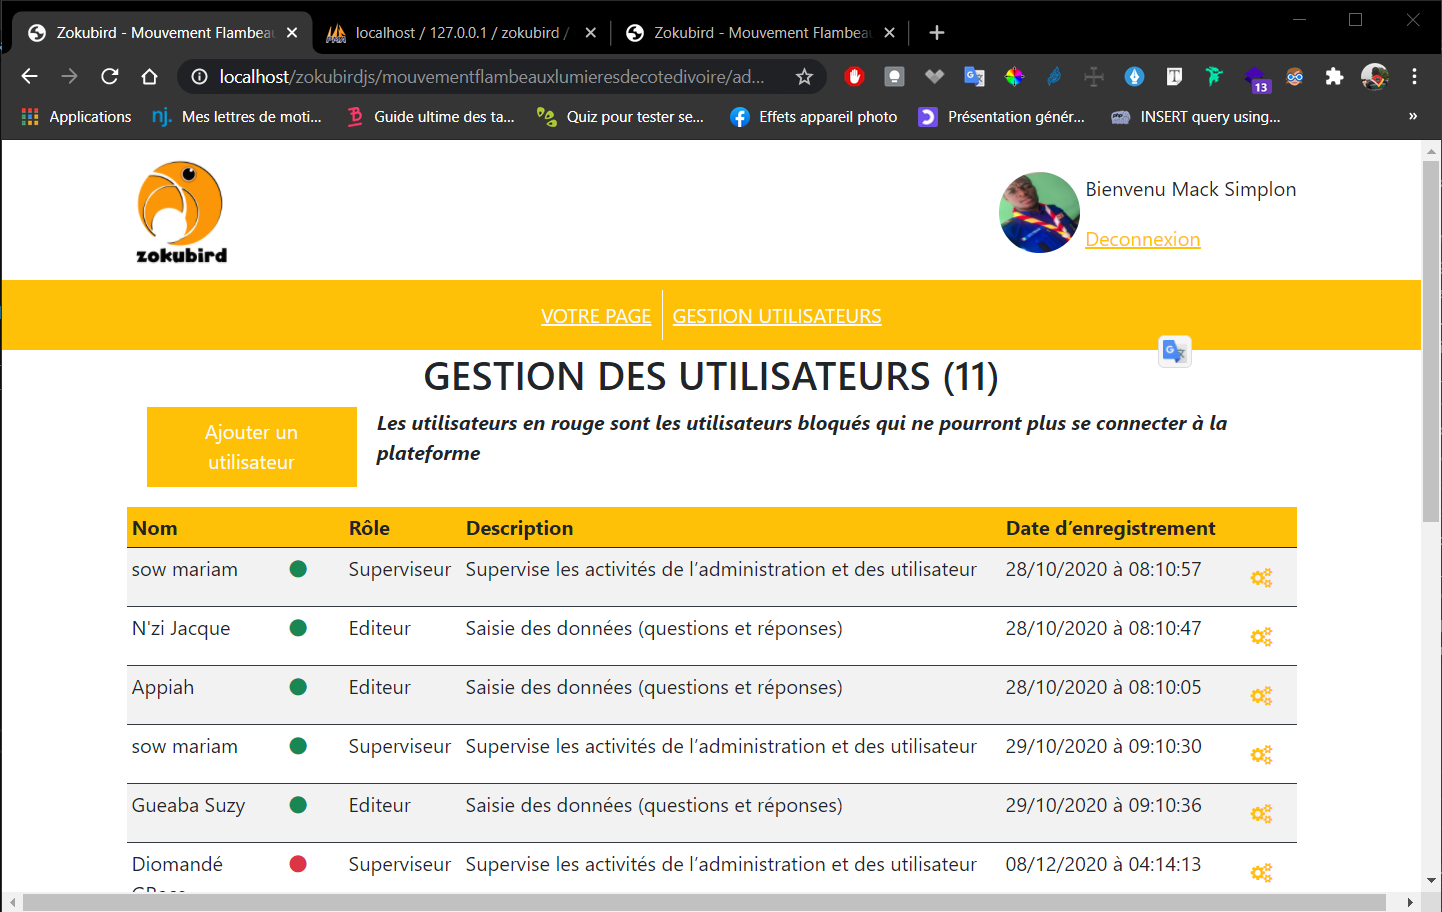 Zokubird - Mouvement Flambeau
localhost / 127.0.0.1 / zokubird /
Zokubird - Mouvement Flambeau
localhost/zokubirdjs/mouvementflambeauxlumieresdecotedivoire/ad...
13
Applications
nj. Mes lettres de moti...
Guide ultime des ta...
Quiz pour tester se...
Effets appareil photo
Présentation génér...
INSERT query using...
»
zokubird
Bienvenu Mack Simplon
Deconnexion
VOTRE PAGE
GESTION UTILISATEURS
GESTION DES UTILISATEURS (11)
Ajouter un
utilisateur
Les utilisateurs en rouge sont les utilisateurs bloqués qui ne pourront plus se connecter à la
plateforme
Nom Rôle Description Date d’enregistrement
sow mariam Superviseur Supervise les activités de l’administration et des utilisateur 28/10/2020 à 08:10:57
N'zi Jacque Editeur Saisie des données (questions et réponses) 28/10/2020 à 08:10:47
Appiah Editeur Saisie des données (questions et réponses) 28/10/2020 à 08:10:05
sow mariam Superviseur Supervise les activités de l’administration et des utilisateur 29/10/2020 à 09:10:30
Gueaba Suzy Editeur Saisie des données (questions et réponses) 29/10/2020 à 09:10:36
Diomandé Superviseur Supervise les activités de l’administration et des utilisateur 08/12/2020 à 04:14:13